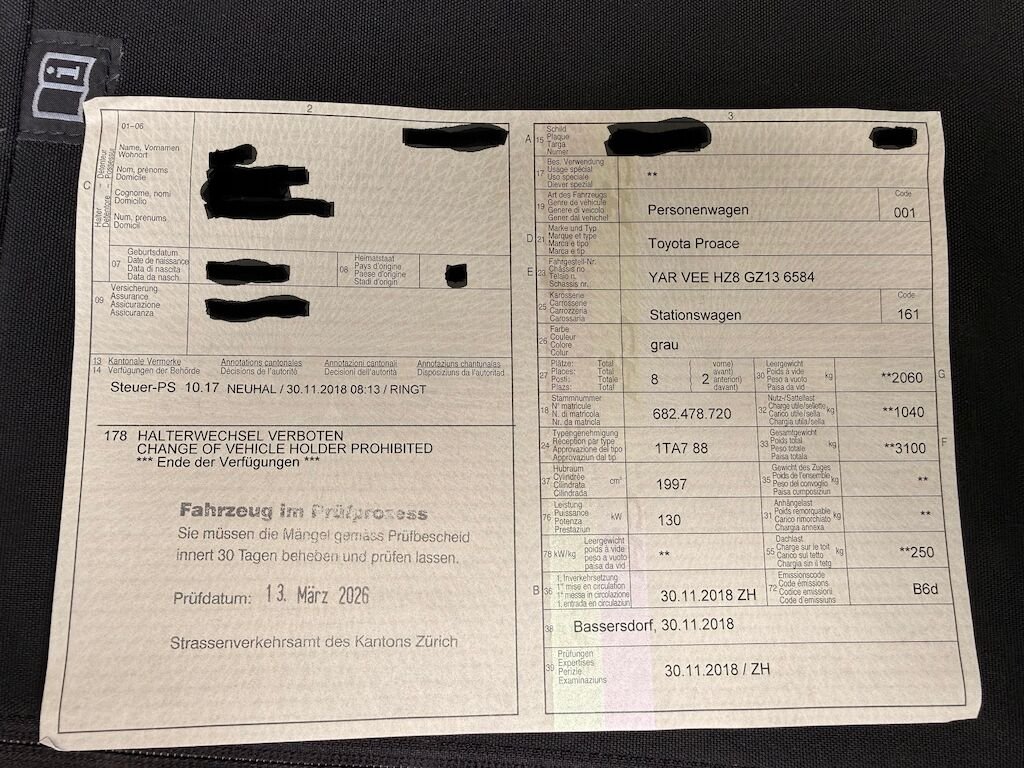 2
01-06
Halter – Détenteur
Detentore – Possessur
C
Name, Vornamen
Wohnort
Nom, prénoms
Domicile
Cognome, nomi
Domicilio
Num, prenums
Domicil
07
Geburtsdatum
Date de naissance
Data di nascita
Data da nasch.
08
Heimatstaat
Pays d'origine
Paese d'origine
Stadi d'origin
09
Versicherung
Assurance
Assicurazione
Assicuranza
13 Kantonale Vermerke Annotations cantonales Annotazioni cantonali Annotaziuns chantunalas
14 Verfügungen der Behörde Décisions de l'autorité Decisioni dell'autorità Disposiziuns da l'autoritad
Steuer-PS 10.17 NEUHAL / 30.11.2018 08:13 / RINGT
178 HALTERWECHSEL VERBOTEN
CHANGE OF VEHICLE HOLDER PROHIBITED
*** Ende der Verfügungen ***
Fahrzeug im Prüfprozess
Sie müssen die Mängel gemäss Prüfbescheid
innert 30 Tagen beheben und prüfen lassen.
Prüfdatum: 13. März 2026
Strassenverkehrsamt des Kantons Zürich
3
A 15
Schild
Plaque
Targa
Numer
17
Bes. Verwendung
Usage spécial
Uso speciale
Diever spezial
**
19
Art des Fahrzeugs
Genre de véhicule
Genere di veicolo
Gener dal vehichel
Personenwagen
Code
001
D 21
Marke und Typ
Marque et type
Marca e tipo
Marca e tip
Toyota Proace
E 23
Fahrgestell-Nr.
Châssis no
Telaio n.
Schassis nr.
YAR VEE HZ8 GZ13 6584
25
Karosserie
Carrosserie
Carrozzeria
Carossaria
Stationswagen
Code
161
26
Farbe
Couleur
Colore
Colur
grau
27
Plätze: Total
Places: Total
Posti: Totale
Plazs: Total
8
( vorne)
( avant)
2 anteriori)
( davant)
30
Leergewicht
Poids à vide
Peso a vuoto
Paisa da vid
kg
**2060
G
18
Stammnummer
N° matricule
N. di matricola
Nr. da matricla
682.478.720
32
Nutz-/Sattellast
Charge utile/sellette
Carico utile/sella
Chargia utila/sella
kg
**1040
24
Typengenehmigung
Réception par type
Approvazione del tipo
Approvaziun dal tip
1TA7 88
33
Gesamtgewicht
Poids total
Peso totale
Paisa totala
kg
**3100
F
37
Hubraum
Cylindrée
Cilindrata
Cilindrada
cm³
1997
35
Gewicht des Zuges
Poids de l'ensemble
Peso del convoglio
Paisa cumposiziun
kg
**
76
Leistung
Puissance
Potenza
Prestaziun
kW
130
31
Anhängelast
Poids remorquable
Carico rimorchiato
Chargia annexa
kg
**
78 kW/kg
Leergewicht
poids à vide
peso a vuoto
paisa da vid
**
55
Dachlast
Charge sur le toit
Carico sul tetto
Chargia sin il tetg
kg
**250
B 36
1. Inverkehrsetzung
1re mise en circulation
1a messa in circolazione
1. entrada en circulaziun
30.11.2018 ZH
72
Emissionscode
Code émissions
Codice emissioni
Code d'emissiuns
B6d
38
Bassersdorf, 30.11.2018
39
Prüfungen
Expertises
Perizie
Examinaziuns
30.11.2018 / ZH